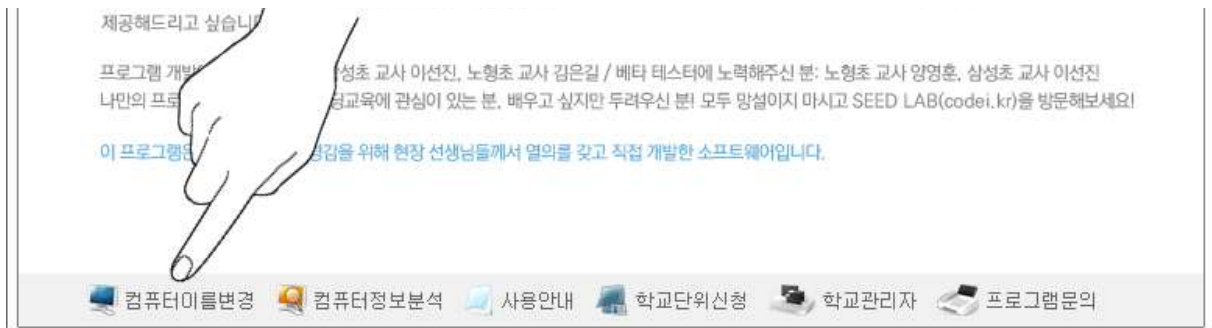 제공해드리고 싶습니
프로그램 개발 성초 교사 이선진, 노형초 교사 김은길 / 베타 테스터에 노력해주신 분: 노형초 교사 양영훈, 삼성초 교사 이선진
나만의 프로 교육에 관심이 있는 분, 배우고 싶지만 두려우신 분! 모두 망설이지 마시고 SEED LAB(codei.kr)을 방문해보세요!
이 프로그램은 경감을 위해 현장 선생님들께서 열의를 갖고 직접 개발한 소프트웨어입니다.
컴퓨터이름변경 컴퓨터정보분석 사용안내 학교단위신청 학교관리자 프로그램문의